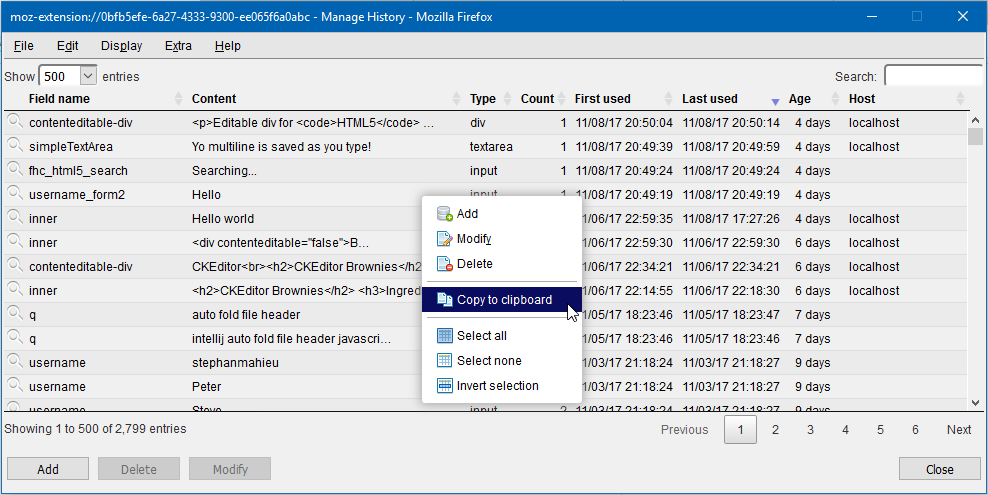 moz-extension://0bfb5efe-6a27-4333-9300-ee065f6a0abc - Manage History - Mozilla Firefox
File Edit Display Extra Help
Show 500 entries Search:
Field name Content Type Count First used Last used Age Host
contenteditable-div <p>Editable div for <code>HTML5</code> ... div 1 11/08/17 20:50:04 11/08/17 20:50:14 4 days localhost
simpleTextArea Yo multiline is saved as you type! textarea 1 11/08/17 20:49:39 11/08/17 20:49:59 4 days localhost
fhc_html5_search Searching... input 1 11/08/17 20:49:24 11/08/17 20:49:24 4 days
username_form2 Hello input 1 11/08/17 20:49:19 11/08/17 20:49:19 4 days
inner Hello world 11/06/17 22:59:35 11/08/17 17:27:26 4 days localhost
inner <div contenteditable="false">B... 11/06/17 22:59:30 11/06/17 22:59:30 6 days localhost
contenteditable-div CKEditor<br><h2>CKEditor Brownies</h 11/06/17 22:34:21 11/06/17 22:34:21 6 days localhost
inner <h2>CKEditor Brownies</h2> <h3>Ingred 11/06/17 22:14:55 11/06/17 22:18:30 6 days localhost
q auto fold file header 1/05/17 18:23:47 11/05/17 18:23:47 7 days
q intellij auto fold file header javascri... 11/05/17 18:23:46 11/05/17 18:23:46 7 days
username stephanmahieu 11/03/17 21:18:24 11/03/17 21:18:27 9 days
username Peter 11/03/17 21:18:24 11/03/17 21:18:27 9 days
username Steve input 2 11/03/17 21:18:24 11/03/17 21:18:27 9 days
Add
Modify
Delete
Copy to clipboard
Select all
Select none
Invert selection
Showing 1 to 500 of 2,799 entries Previous 1 2 3 4 5 6 Next
Add Delete Modify Close